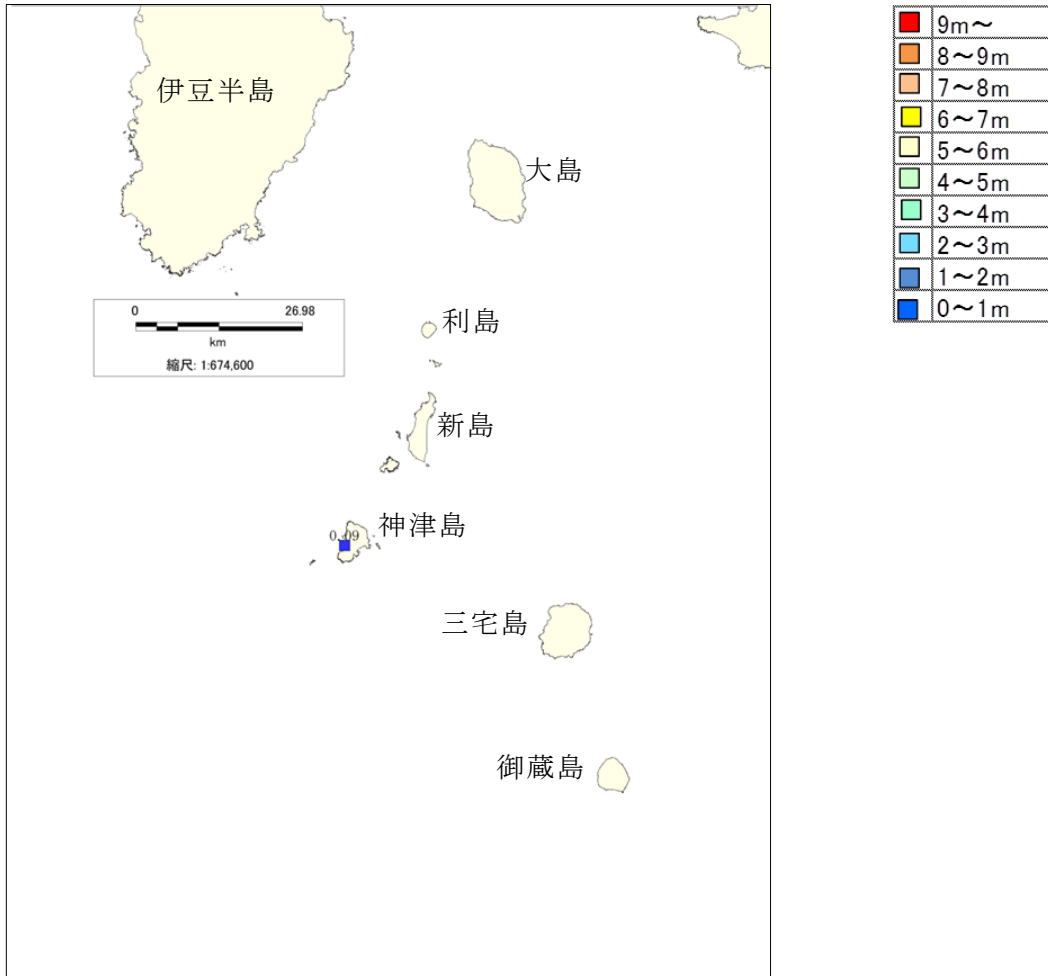 伊豆半島
大島
0 26.98
km
縮尺: 1:674,600
利島
新島
神津島
0.09
三宅島
御蔵島
9m～
8～9m
7～8m
6～7m
5～6m
4～5m
3～4m
2～3m
1～2m
0～1m